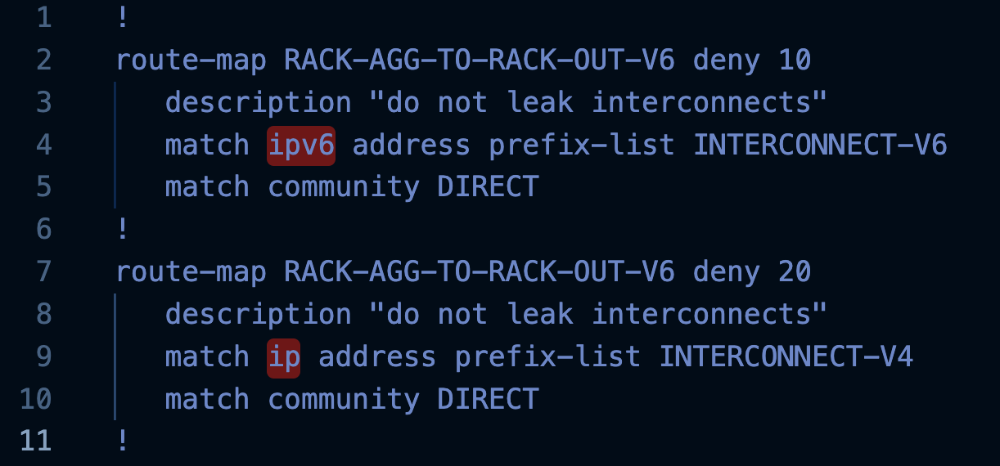 1 !
2 route-map RACK-AGG-TO-RACK-OUT-V6 deny 10
3 description "do not leak interconnects"
4 match ipv6 address prefix-list INTERCONNECT-V6
5 match community DIRECT
6 !
7 route-map RACK-AGG-TO-RACK-OUT-V6 deny 20
8 description "do not leak interconnects"
9 match ip address prefix-list INTERCONNECT-V4
10 match community DIRECT
11 !